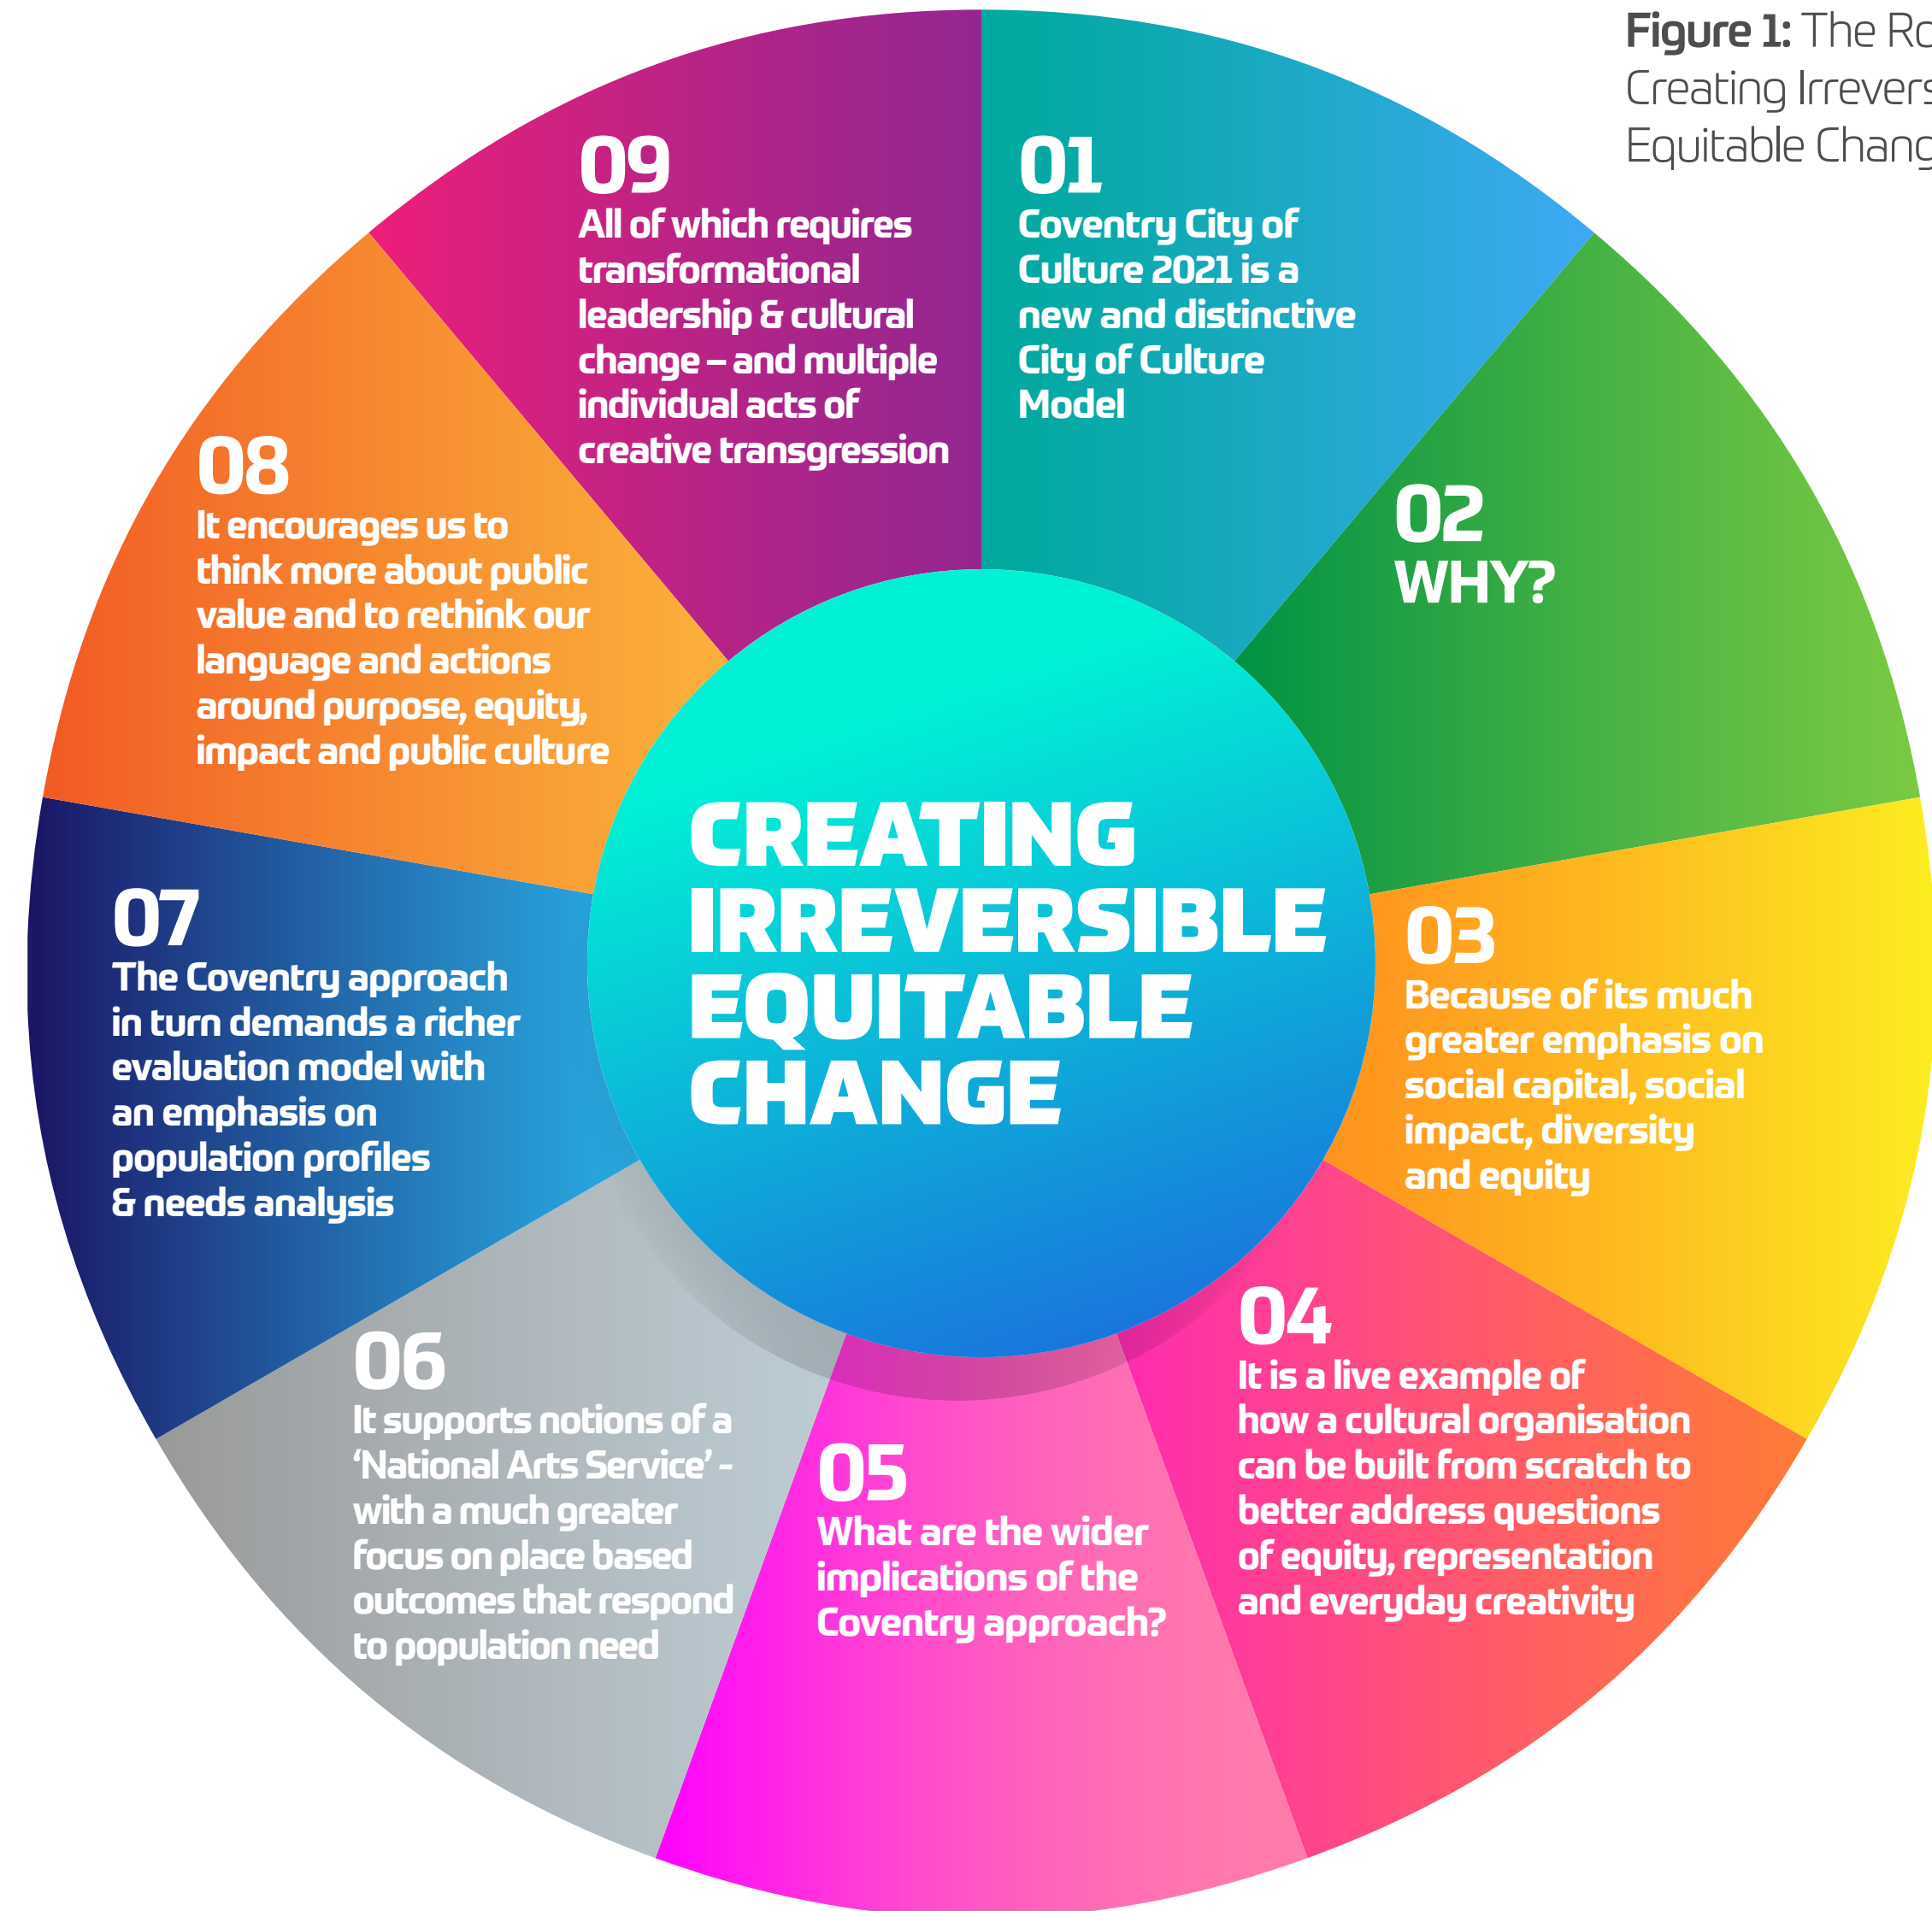 Figure 1: The
Creating
Equitable
01
Coventry City of
Culture 2021 is a
new and distinctive
City of Culture
Model
02
WHY?
03
Because of its much
greater emphasis on
social capital, social
impact, diversity
and equity
04
It is a live example of
how a cultural organisation
can be built from scratch to
better address questions
of equity, representation
and everyday creativity
05
What are the wider
implications of the
Coventry approach?
06
It supports notions of a
‘National Arts Service’ -
with a much greater
focus on place based
outcomes that respond
to population need
07
The Coventry approach
in turn demands a richer
evaluation model with
an emphasis on
population profiles
& needs analysis
08
It encourages us to
think more about public
value and to rethink our
language and actions
around purpose, equity,
impact and public culture
09
All of which requires
transformational
leadership & cultural
change – and multiple
individual acts of
creative transgression
CREATING
IRREVERSIBLE
EQUITABLE
CHANGE